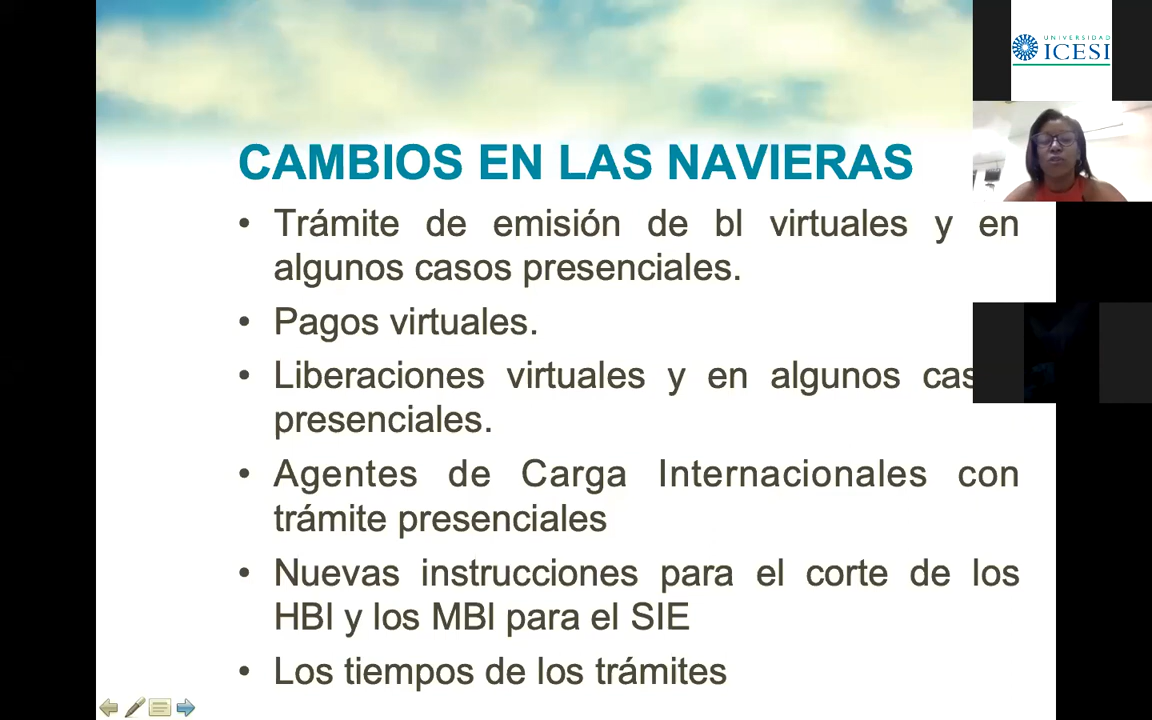 UNIVERSIDAD
ICESI
CAMBIOS EN LAS NAVIERAS
• Trámite de emisión de bl virtuales y en
algunos casos presenciales.
• Pagos virtuales.
• Liberaciones virtuales y en algunos cas
presenciales.
• Agentes de Carga Internacionales con
trámite presenciales
• Nuevas instrucciones para el corte de los
HBl y los MBl para el SIE
• Los tiempos de los trámites